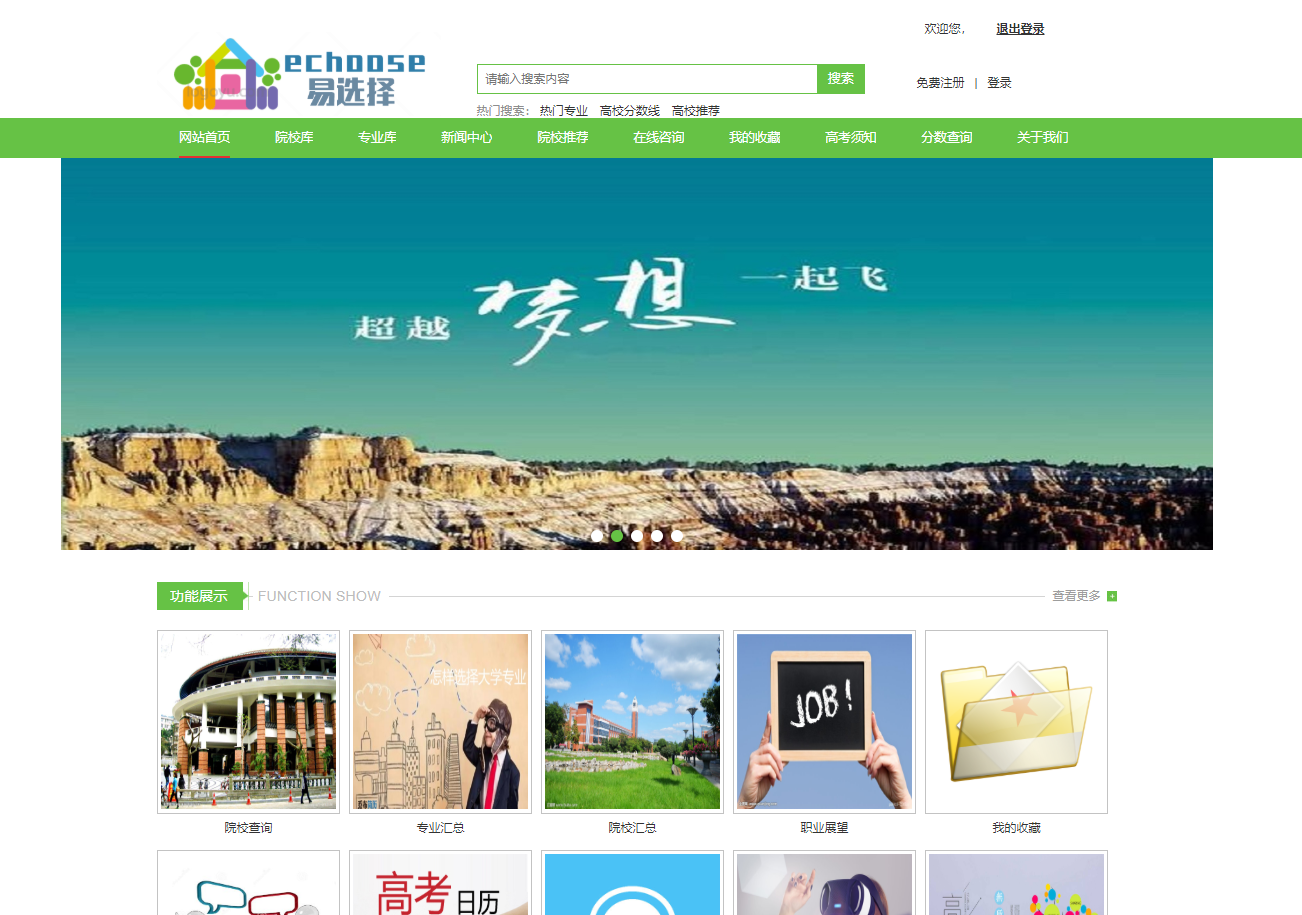 欢迎您, 退出登录
echoose
易选择
请输入搜索内容 搜索
免费注册 | 登录
热门搜索: 热门专业 高校分数线 高校推荐
网站首页 院校库 专业库 新闻中心 院校推荐 在线咨询 我的收藏 高考须知 分数查询 关于我们
超越 梦想 一起飞
功能展示 FUNCTION SHOW 查看更多 +
怎样选择大学专业
JOB!
院校查询 专业汇总 院校汇总 职业展望 我的收藏
高考 日历